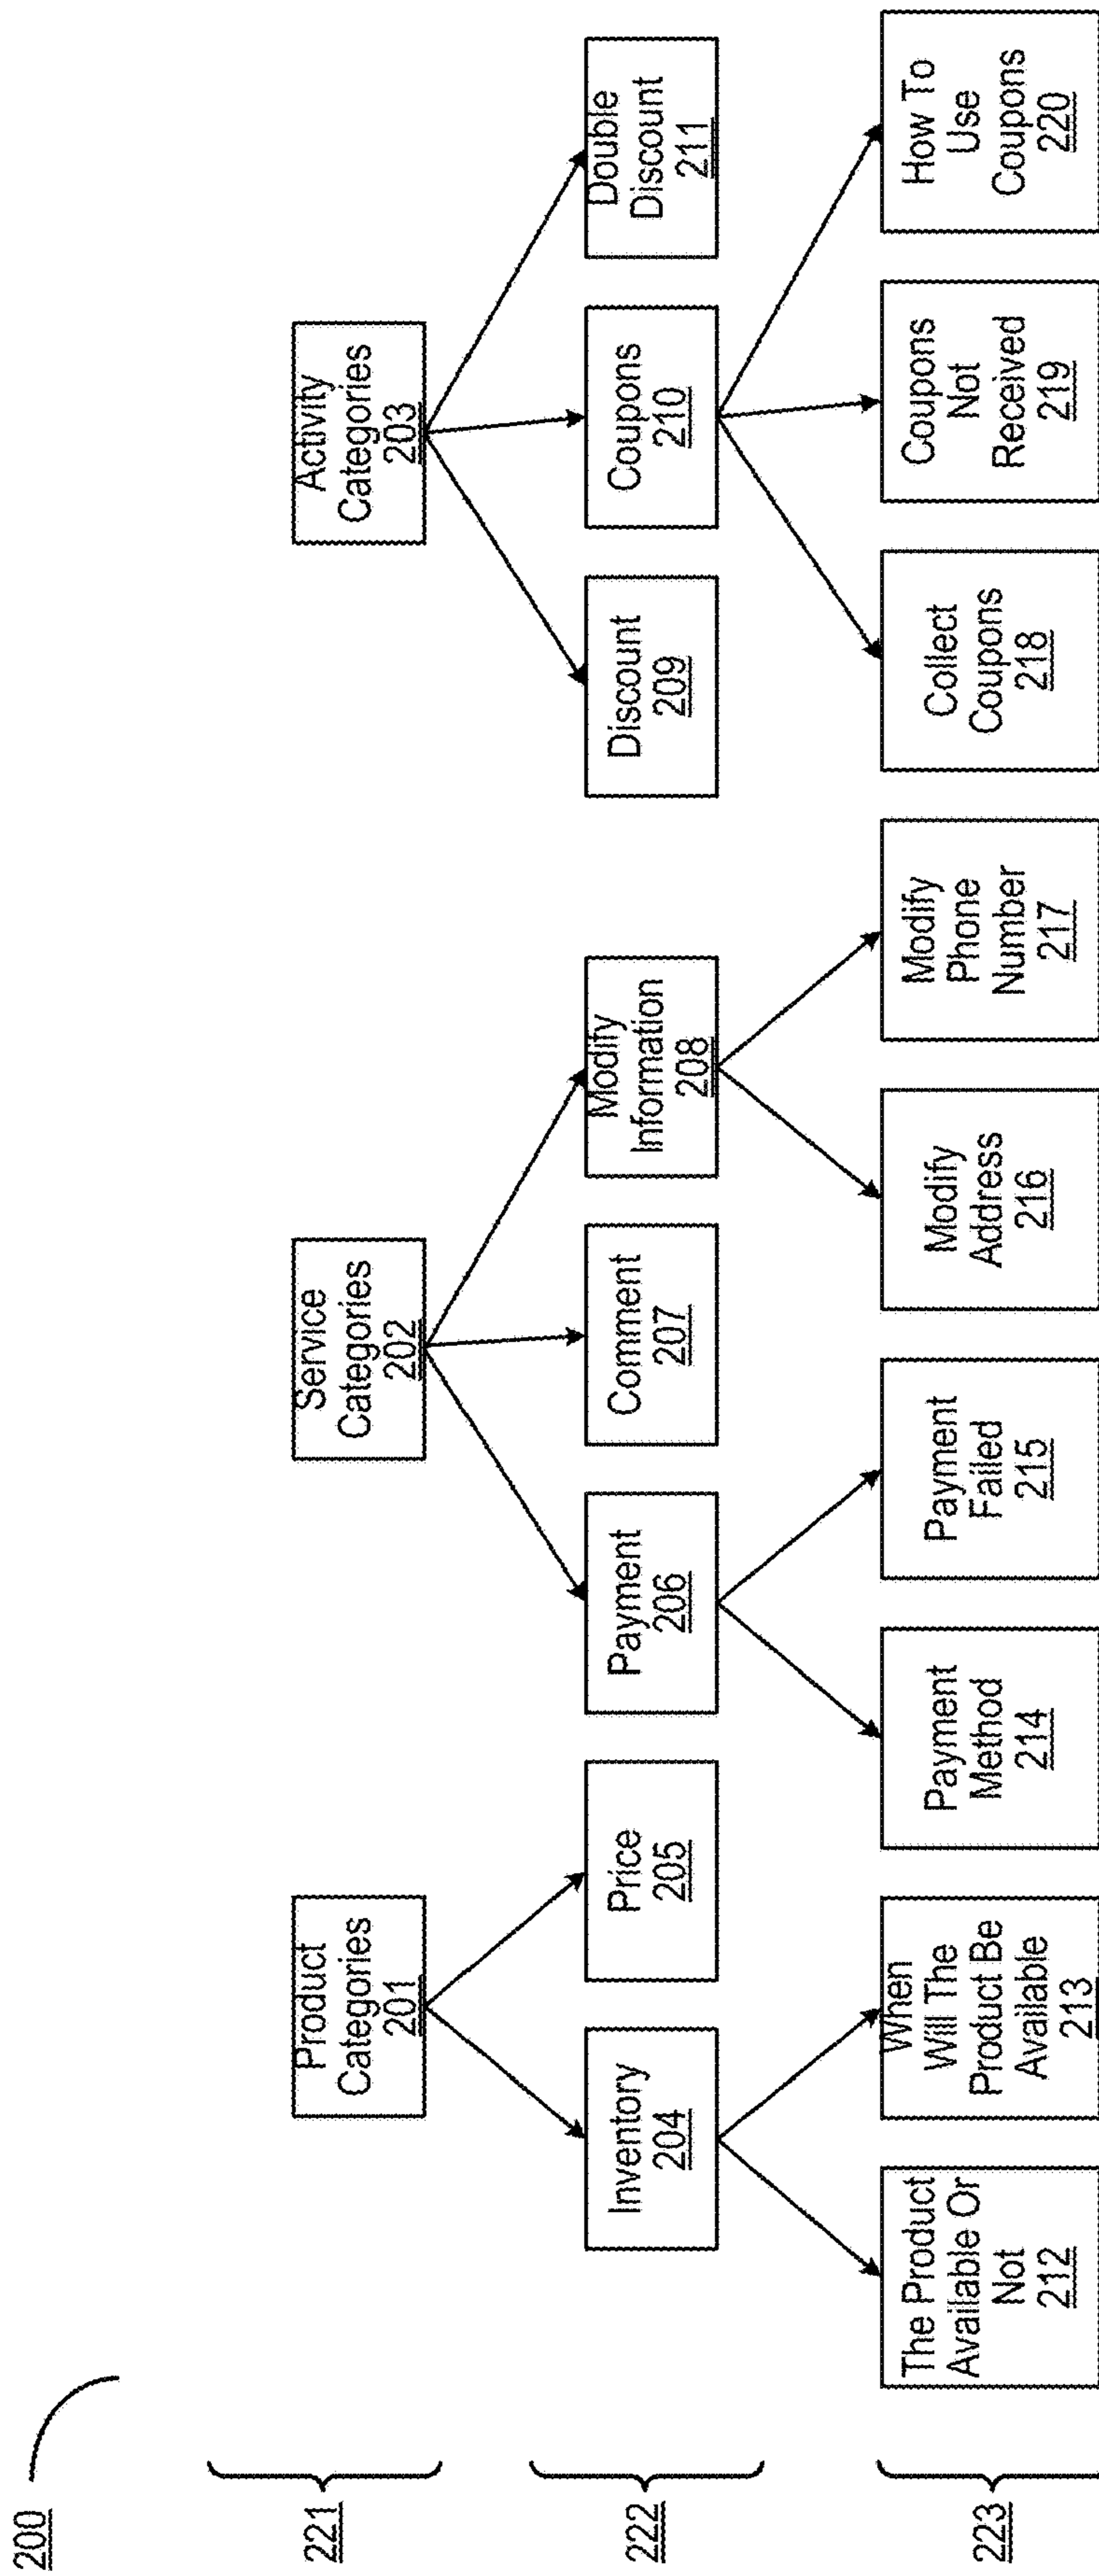 200
221
Product
Categories
201
Service
Categories
202
Activity
Categories
203
222
Inventory
204
Price
205
Payment
206
Comment
207
Modify
Information
208
Discount
209
Coupons
210
Double
Discount
211
223
The Product
Available Or
Not
212
When
Will The
Product Be
Available
213
Payment
Method
214
Payment
Failed
215
Modify
Address
216
Modify
Phone
Number
217
Collect
Coupons
218
Coupons
Not
Received
219
How To
Use
Coupons
220